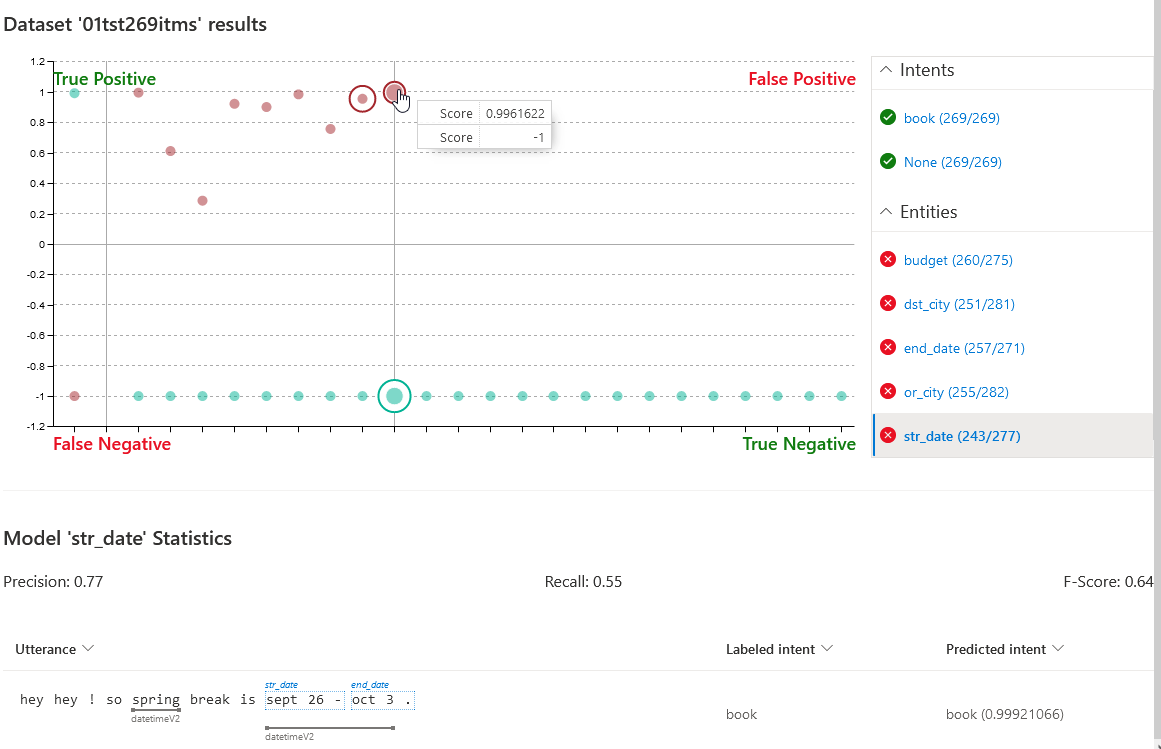 Dataset '01tst269itms' results
1.2
True Positive
False Positive
1
0.8
0.6
0.4
0.2
0
-0.2
-0.4
-0.6
-0.8
-1
-1.2
Score 0.9961622
Score -1
False Negative
True Negative
Intents
book (269/269)
None (269/269)
Entities
budget (260/275)
dst_city (251/281)
end_date (257/271)
or_city (255/282)
str_date (243/277)
Model 'str_date' Statistics
Precision: 0.77 Recall: 0.55 F-Score: 0.64
Utterance Labeled intent Predicted intent
str_date end_date
hey hey ! so spring break is sept 26 - oct 3 .
datetimeV2
datetimeV2
book book (0.99921066)